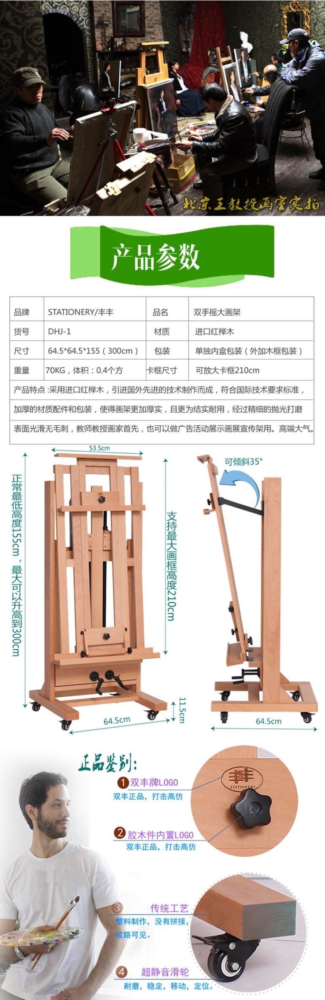 北京王教授画室实拍
产品参数
品牌 STATIONERY/丰丰 品名 双手摇大画架
货号 DHJ-1 材质 进口红榉木
尺寸 64.5*64.5*155（300cm） 包装 单独内盒包装（外加木框包装）
重量 70KG，体积：0.4个方 卡框尺寸 可放大卡框210cm
产品特点:采用进口红榉木，引进国外先进的技术制作而成，符合国际技术要求标准，
加厚的材质配件和包装，使得画架更加厚实，且更为结实耐用，经过精细的抛光打磨
表面光滑无毛刺，教师教授画家首先，也可以做广告活动展示画展宣传架用。高端大气。
53.5cm
可倾斜35°
正常最低高度155cm、最大可以升高到300cm
支持最大画框高度210cm
11.5cm
64.5cm
64.5cm
正品鉴别:
1 双丰牌LOGO
双丰正品，打击高仿
STATIONERY
2 胶木件内置LOGO
双丰正品，打击高仿
3 传统工艺
整料制作，没有拼接，
纹路可见。
4 超静音滑轮
耐磨，稳定，移动，定位。